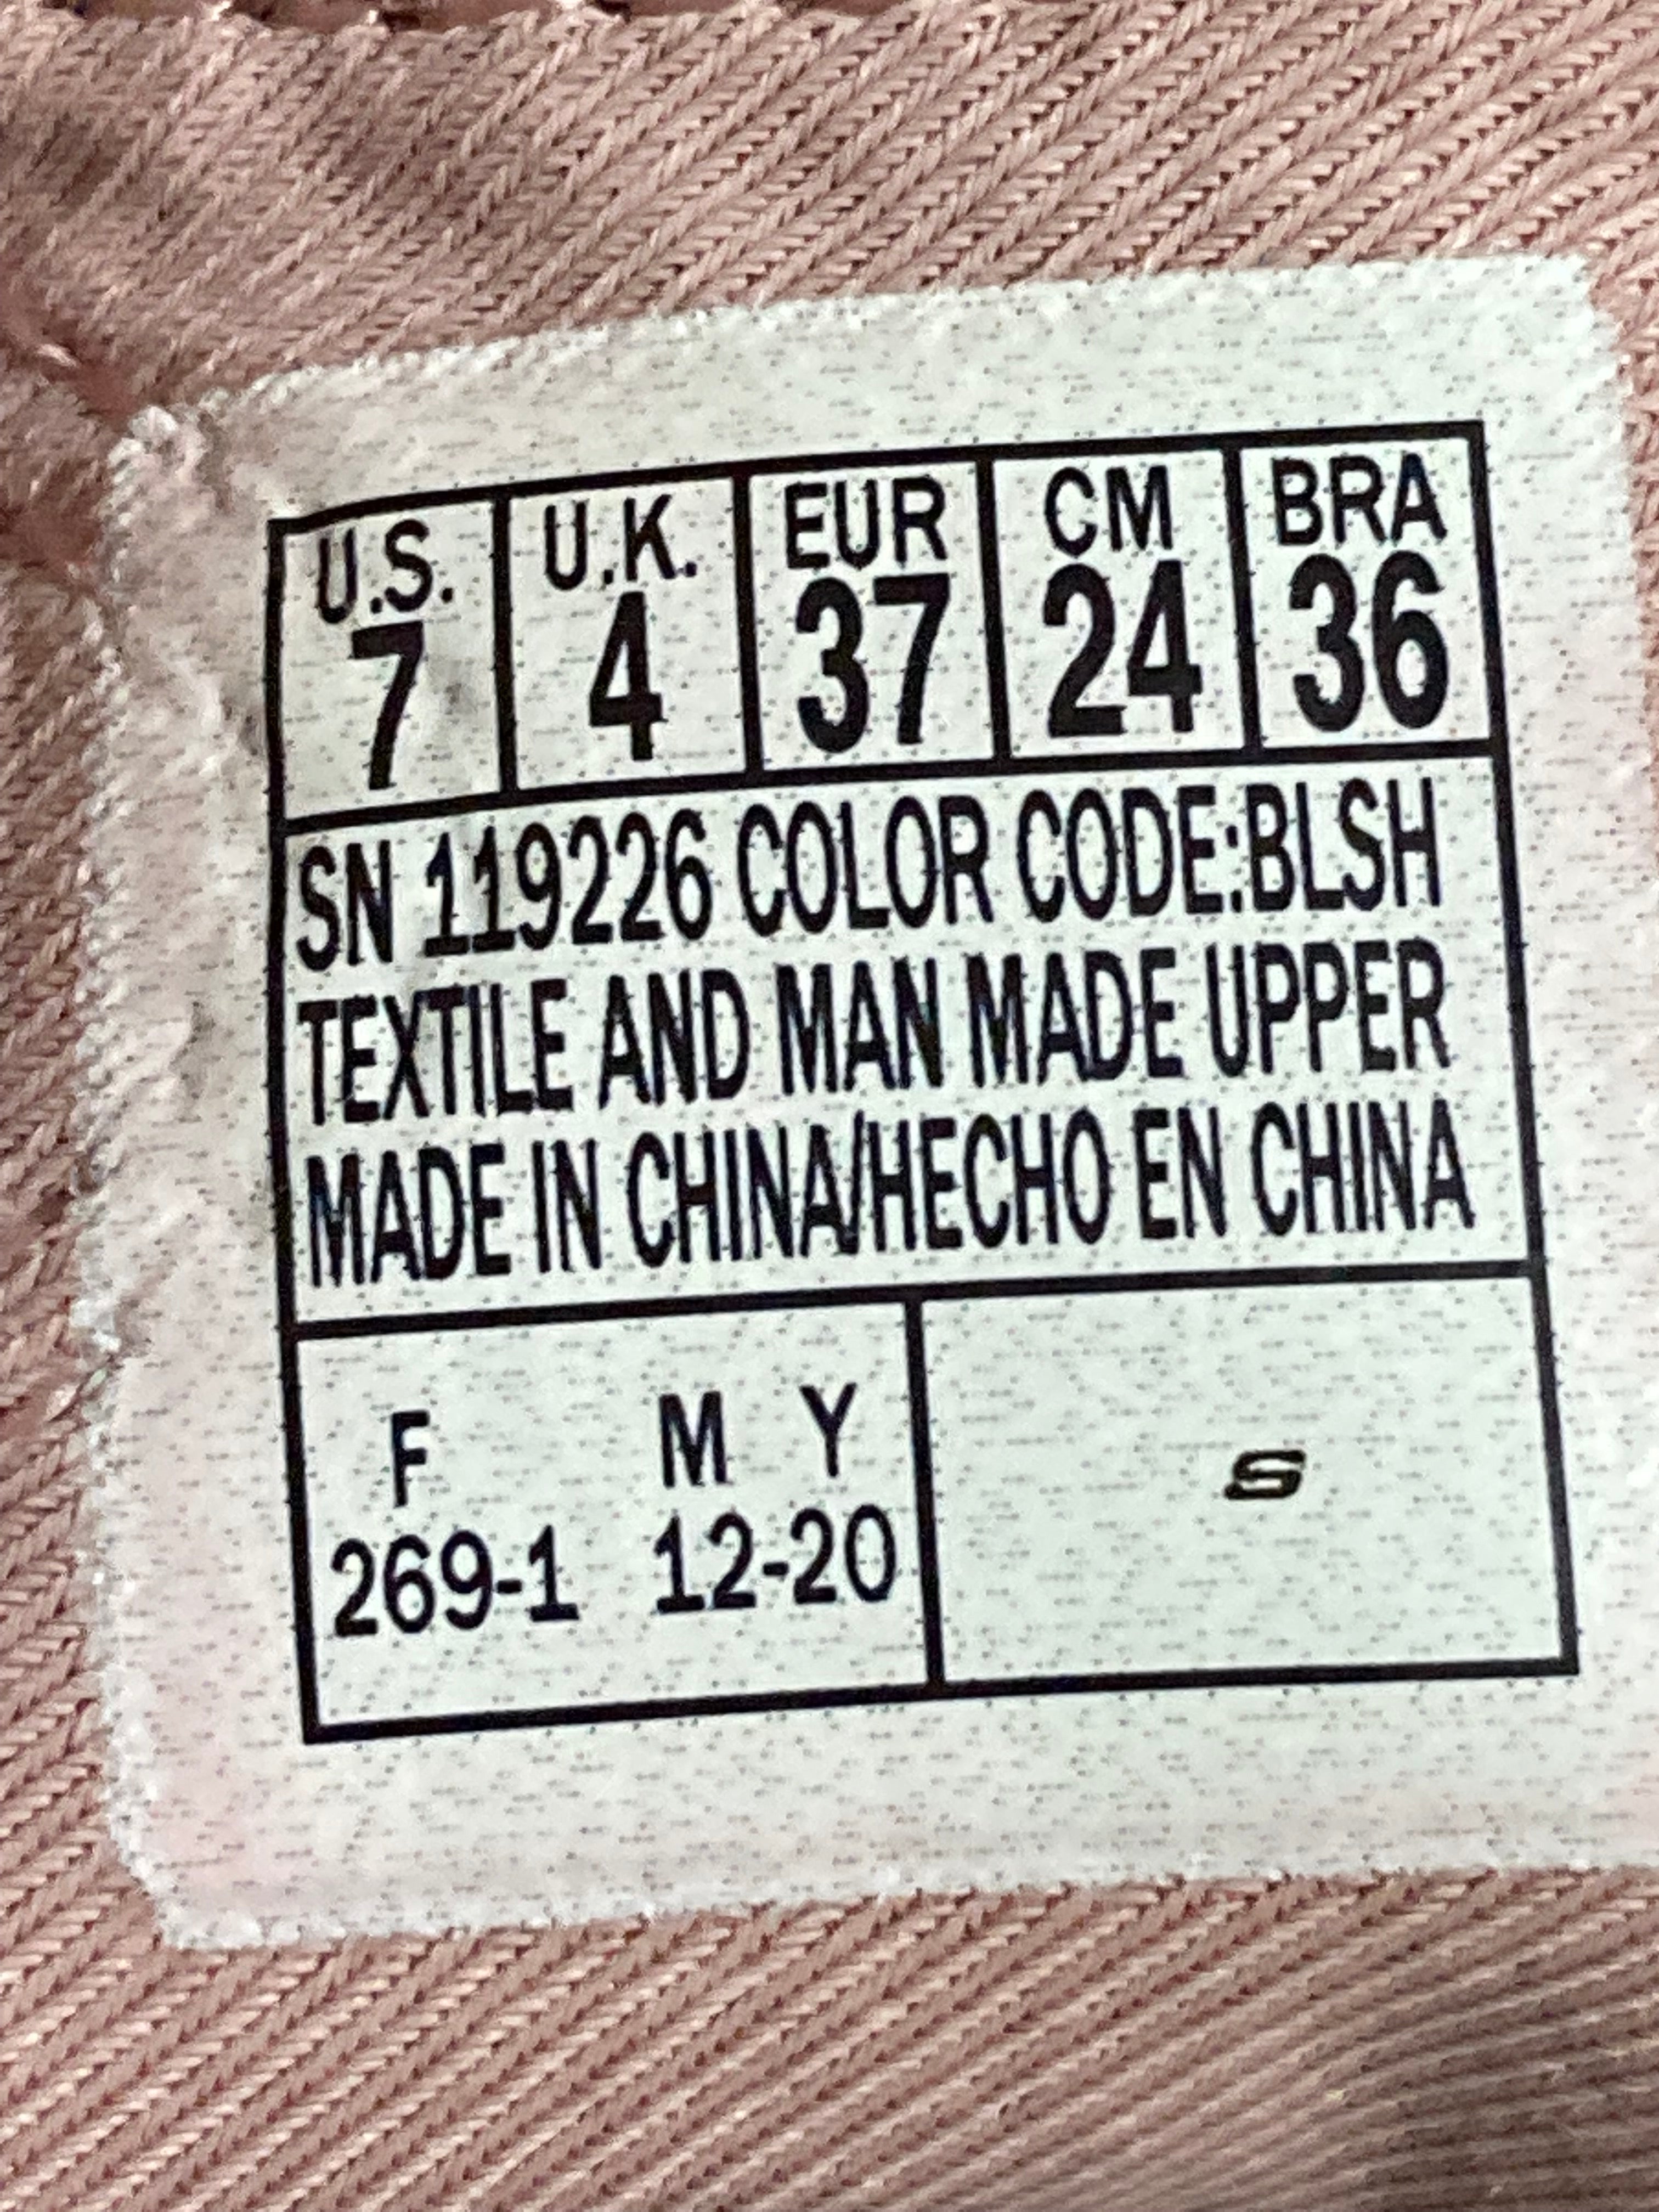 U.S. U.K. EUR CM BRA
7 4 37 24 36
SN 119226 COLOR CODE:BLSH
TEXTILE AND MAN MADE UPPER
MADE IN CHINA/HECHO EN CHINA
F M Y
269-1 12-20
S